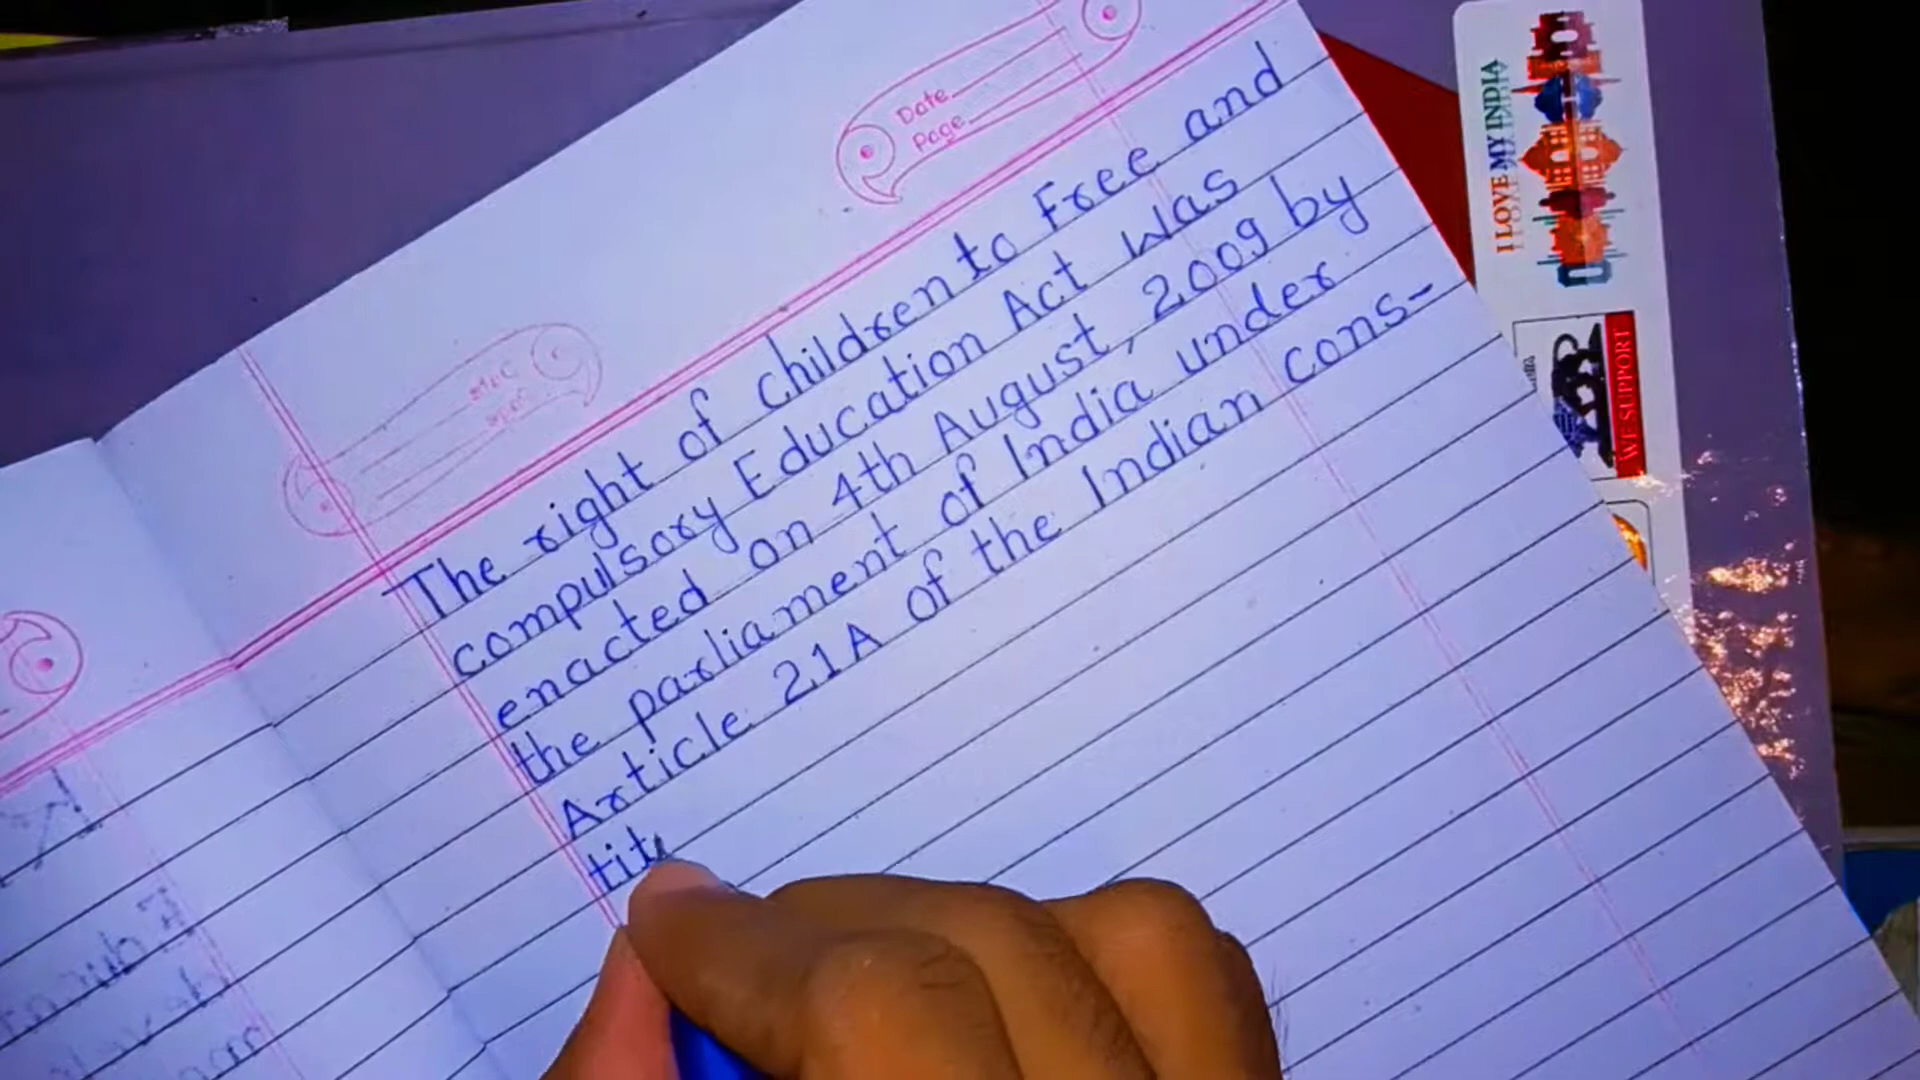 Date
Page
The right of children to Free and
compulsory Education Act was
enacted on 4th August, 2009 by
the parliament of India under
Article 21A of the Indian cons-
tit
I LOVE MY INDIA
WE SUPPORT